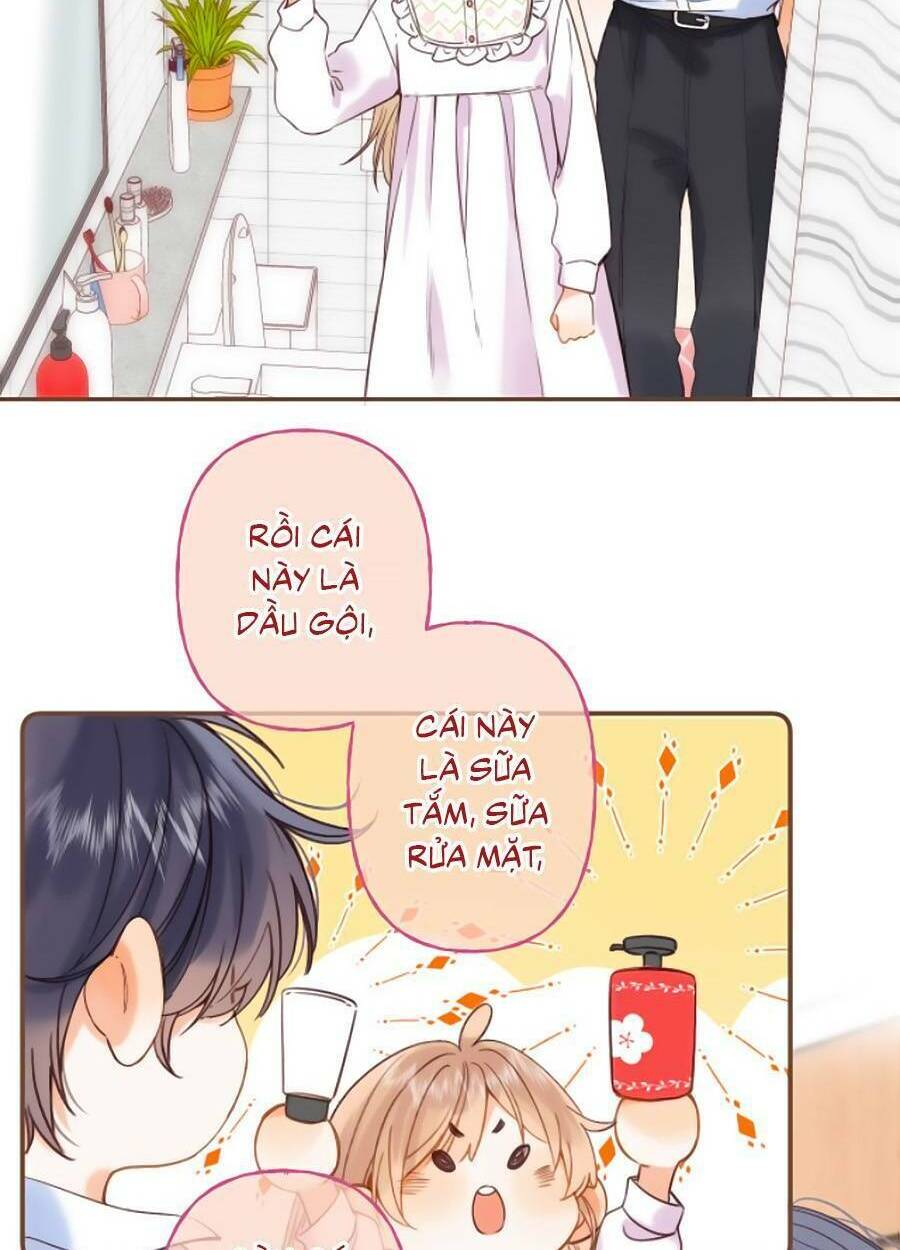 RỒI CÁI
NÀY LÀ
DẦU GỘI,
CÁI NÀY
LÀ SỮA
TẮM, SỮA
RỬA MẶT,